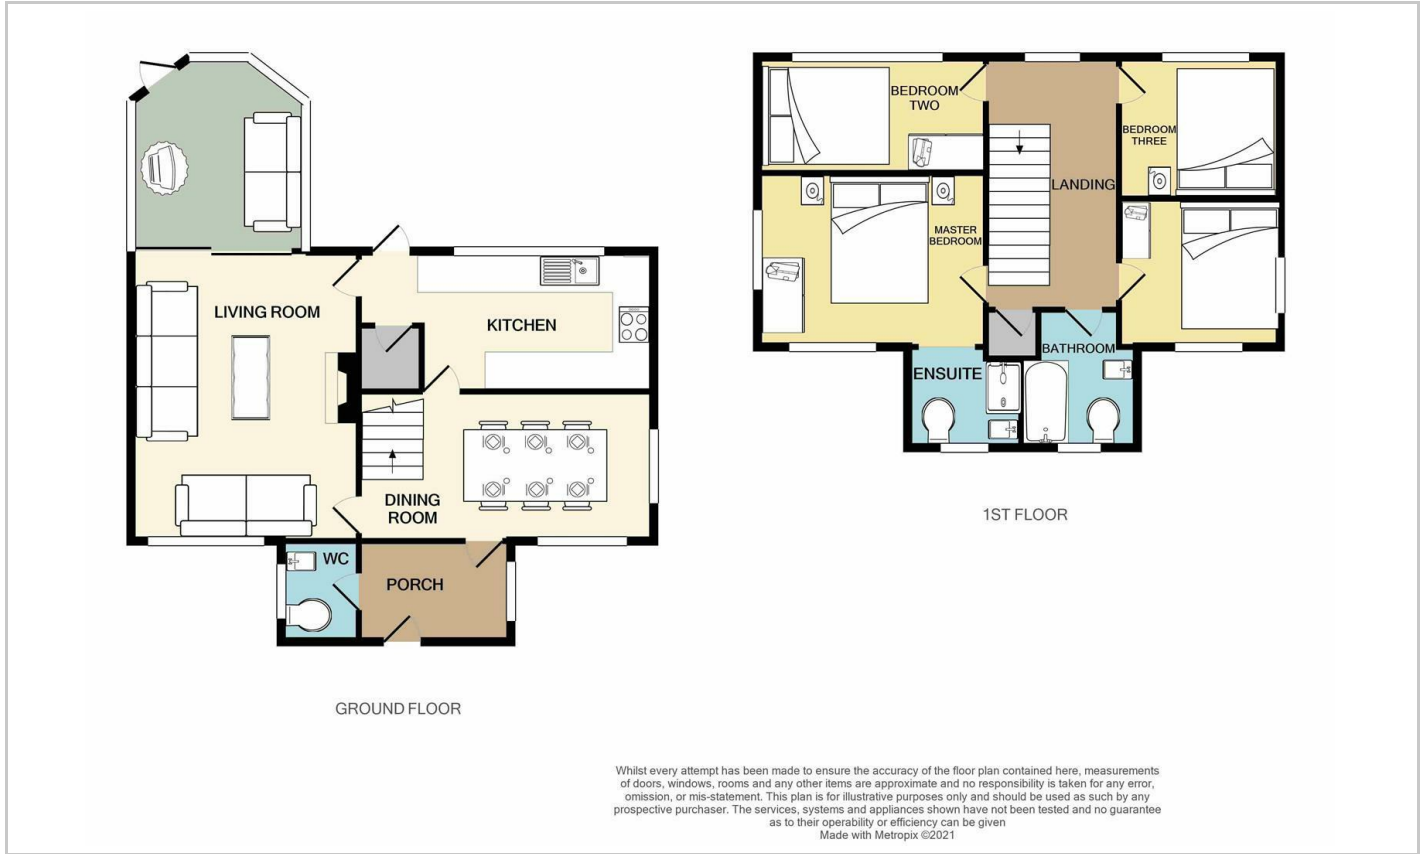 LIVING ROOM
KITCHEN
DINING
ROOM
WC
PORCH
GROUND FLOOR
BEDROOM
TWO
BEDROOM
THREE
LANDING
MASTER
BEDROOM
ENSUITE
BATHROOM
1ST FLOOR
Whilst every attempt has been made to ensure the accuracy of the floor plan contained here, measurements
of doors, windows, rooms and any other items are approximate and no responsibility is taken for any error,
omission, or mis-statement. This plan is for illustrative purposes only and should be used as such by any
prospective purchaser. The services, systems and appliances shown have not been tested and no guarantee
as to their operability or efficiency can be given
Made with Metropix ©2021